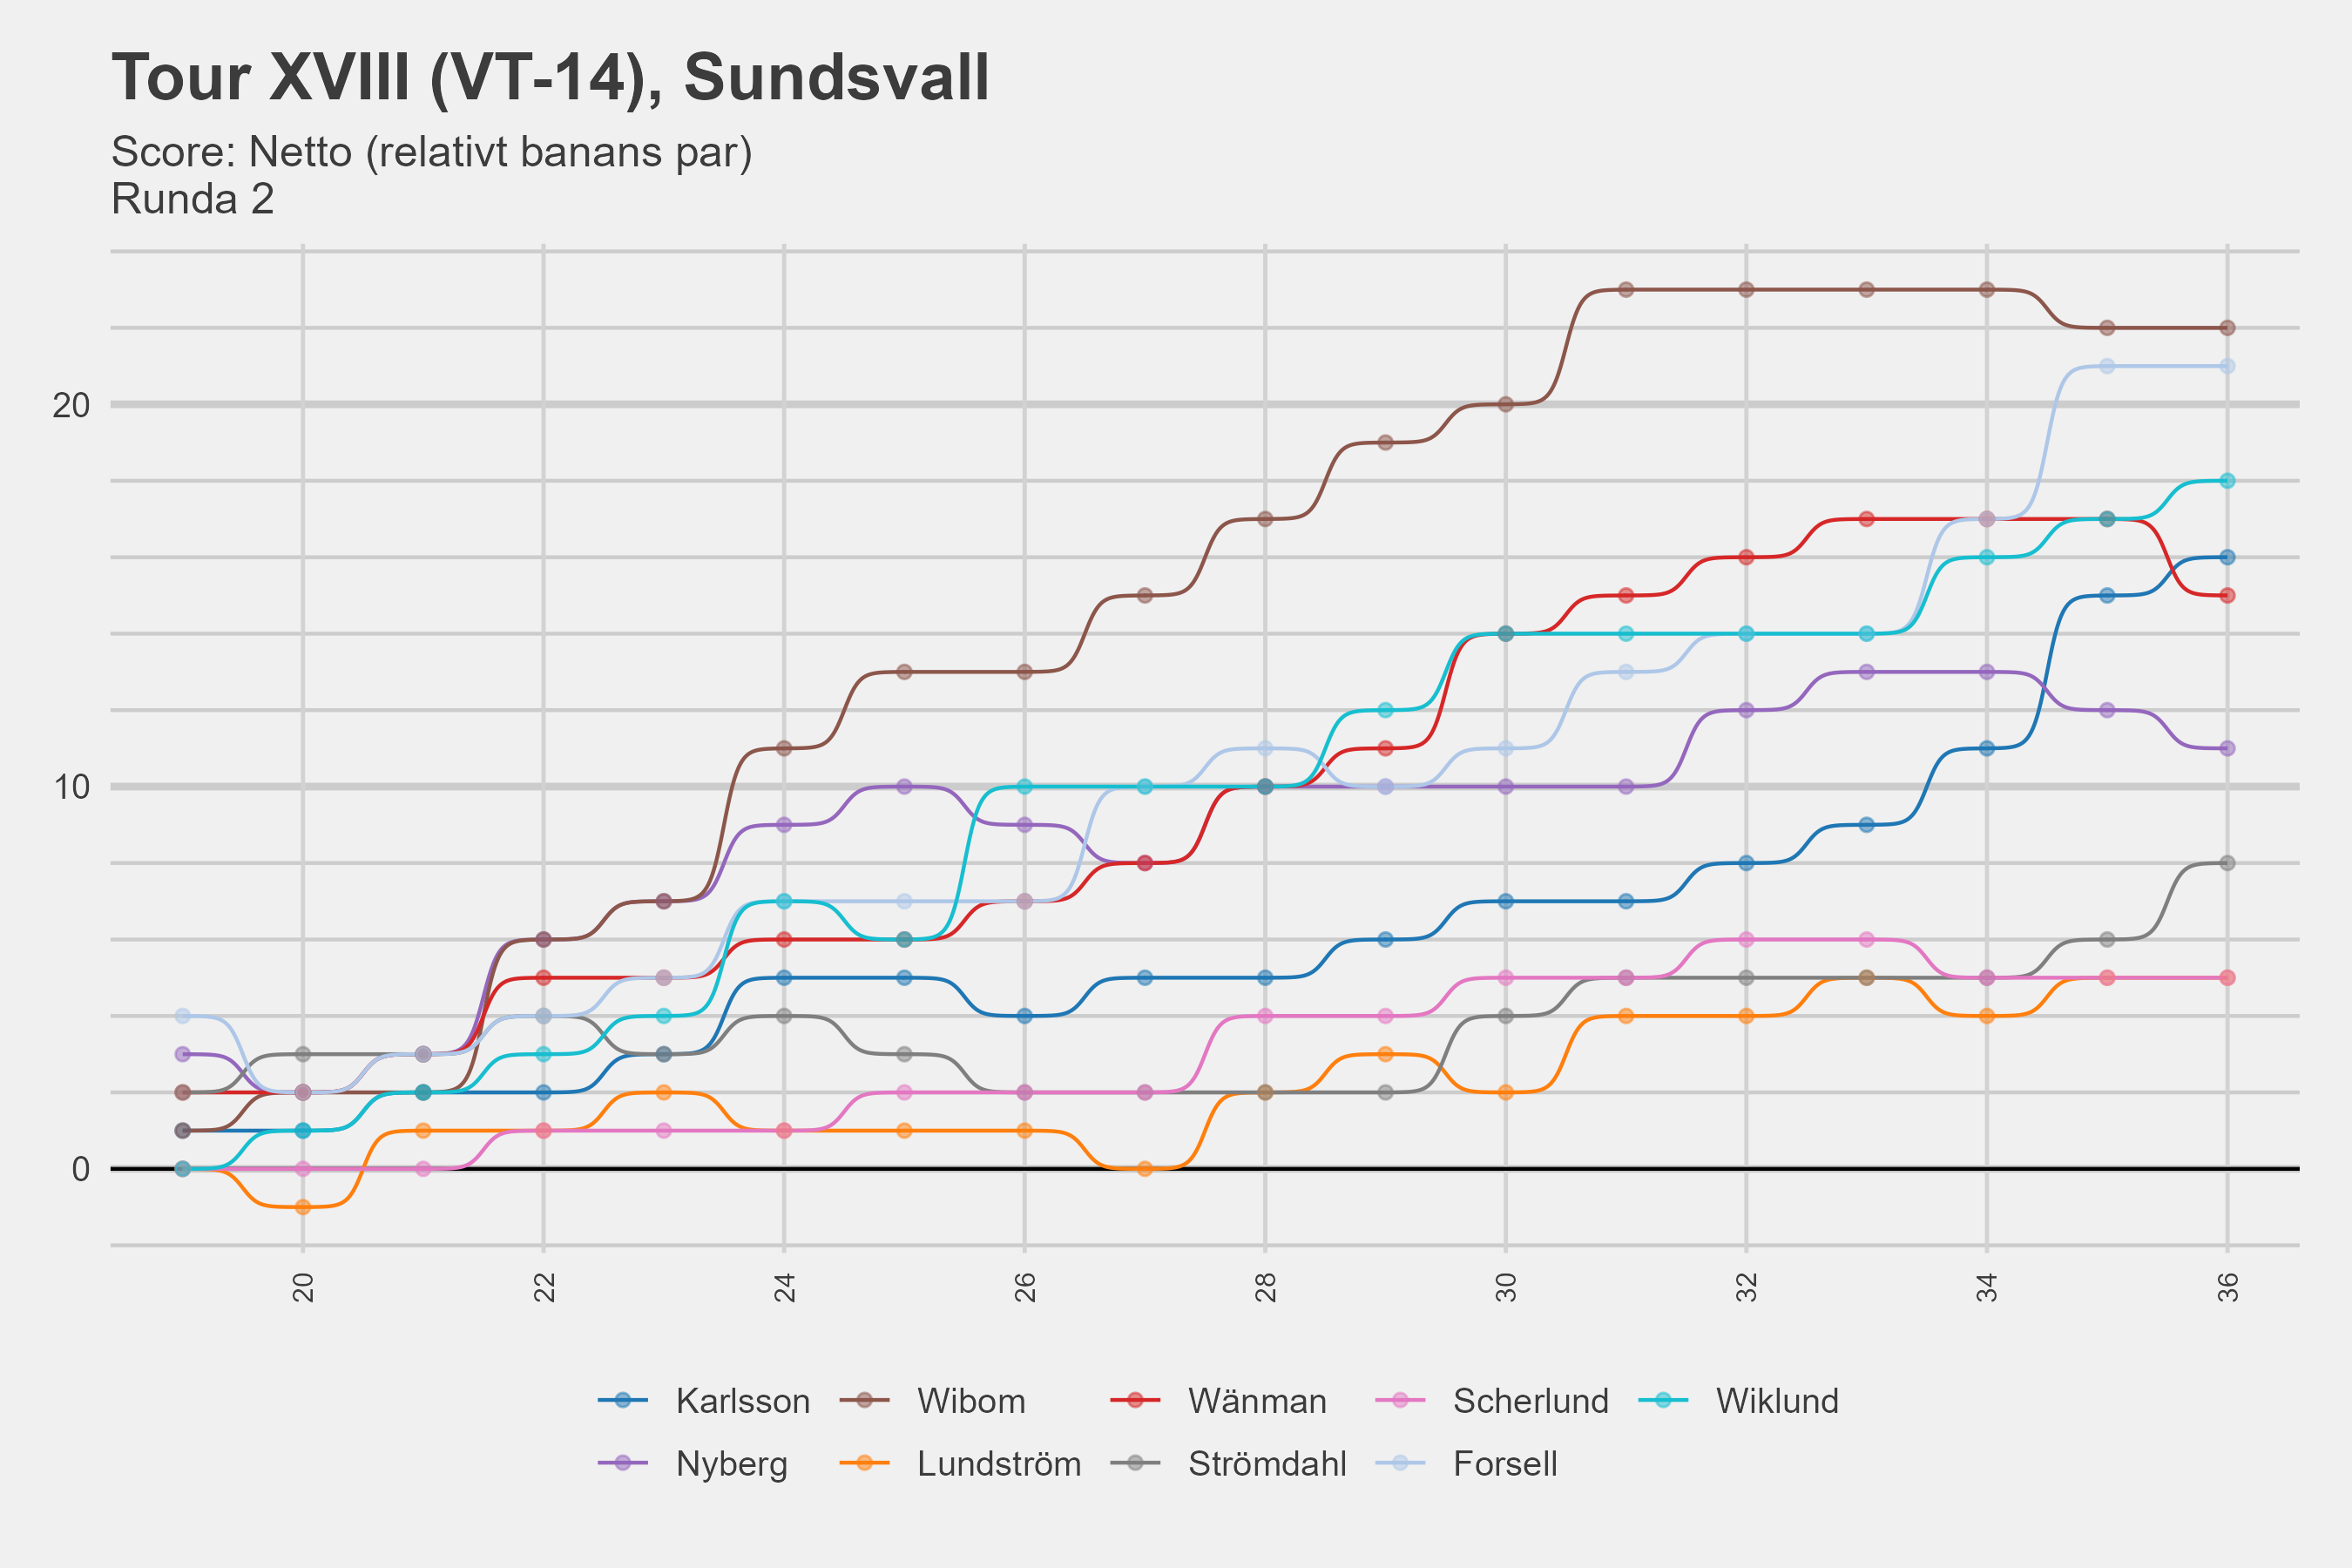 Tour XVIII (VT-14), Sundsvall
Score: Netto (relativt banans par)
Runda 2
20
10
0
20 22 24 26 28 30 32 34 36
Karlsson Wibom Wänman Scherlund Wiklund
Nyberg Lundström Strömdahl Forsell